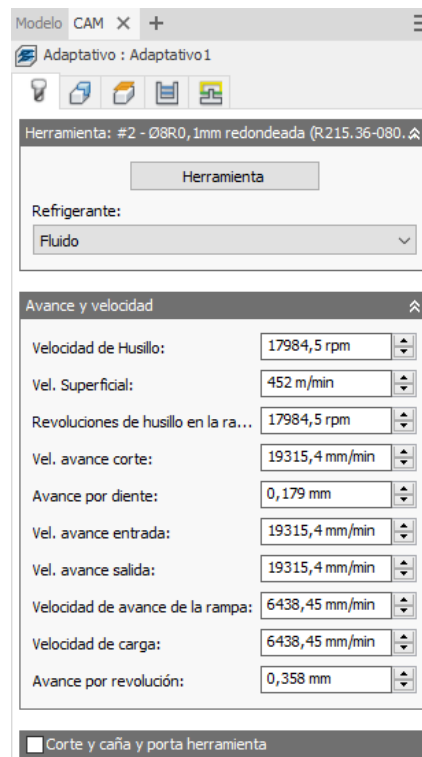 Modelo CAM
Adaptativo : Adaptativo1
Herramienta: #2 - Ø8R0,1mm redondeada (R215.36-080.
Herramienta
Refrigerante:
Fluido
Avance y velocidad
Velocidad de Husillo: 17984,5 rpm
Vel. Superficial: 452 m/min
Revoluciones de husillo en la ra... 17984,5 rpm
Vel. avance corte: 19315,4 mm/min
Avance por diente: 0,179 mm
Vel. avance entrada: 19315,4 mm/min
Vel. avance salida: 19315,4 mm/min
Velocidad de avance de la rampa: 6438,45 mm/min
Velocidad de carga: 6438,45 mm/min
Avance por revolución: 0,358 mm
Corte y caña y porta herramienta